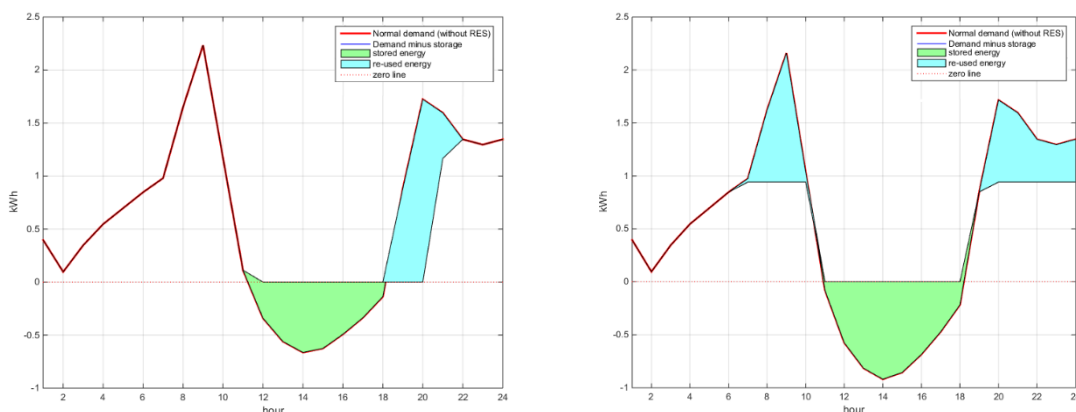 2.5
2
1.5
1
0.5
0
-0.5
-1
kWh
2 4 6 8 10 12 14 16 18 20 22 24
hour
Normal demand (without RES)
Demand minus storage
stored energy
re-used energy
zero line
2.5
2
1.5
1
0.5
0
-0.5
-1
kWh
2 4 6 8 10 12 14 16 18 20 22 24
hour
Normal demand (without RES)
Demand minus storage
stored energy
re-used energy
zero line